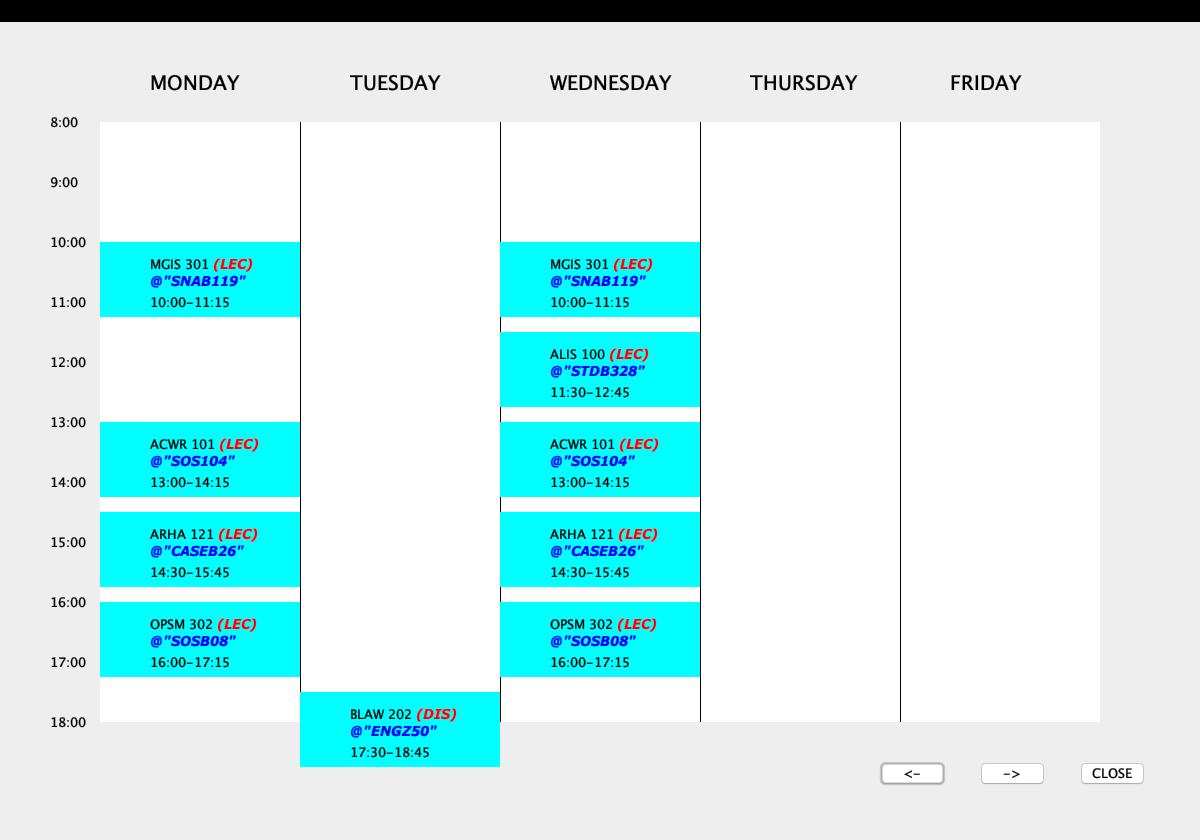 MONDAY TUESDAY WEDNESDAY THURSDAY FRIDAY
8:00
9:00
10:00
11:00
12:00
13:00
14:00
15:00
16:00
17:00
18:00
MGIS 301 (LEC)
@"SNAB119"
10:00-11:15
ACWR 101 (LEC)
@"SOS104"
13:00-14:15
ARHA 121 (LEC)
@"CASEB26"
14:30-15:45
OPSM 302 (LEC)
@"SOSB08"
16:00-17:15
BLAW 202 (DIS)
@"ENGZ50"
17:30-18:45
MGIS 301 (LEC)
@"SNAB119"
10:00-11:15
ALIS 100 (LEC)
@"STDB328"
11:30-12:45
ACWR 101 (LEC)
@"SOS104"
13:00-14:15
ARHA 121 (LEC)
@"CASEB26"
14:30-15:45
OPSM 302 (LEC)
@"SOSB08"
16:00-17:15
<- -> CLOSE